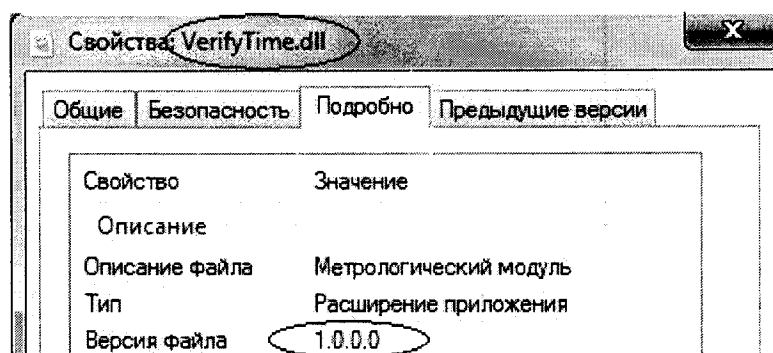 Свойства: VerifyTime.dll
Общие Безопасность Подробно Предыдущие версии
Свойство Значение
Описание
Описание файла Метрологический модуль
Тип Расширение приложения
Версия файла 1.0.0.0